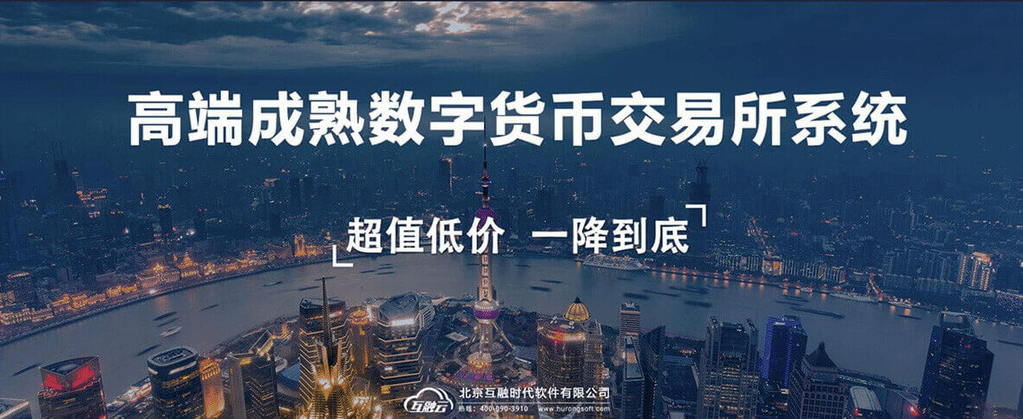 高端成熟数字货币交易所系统
超值低价 一降到底
互融云
北京互融时代软件有限公司
热线：400-090-3910 www.hurongsoft.com